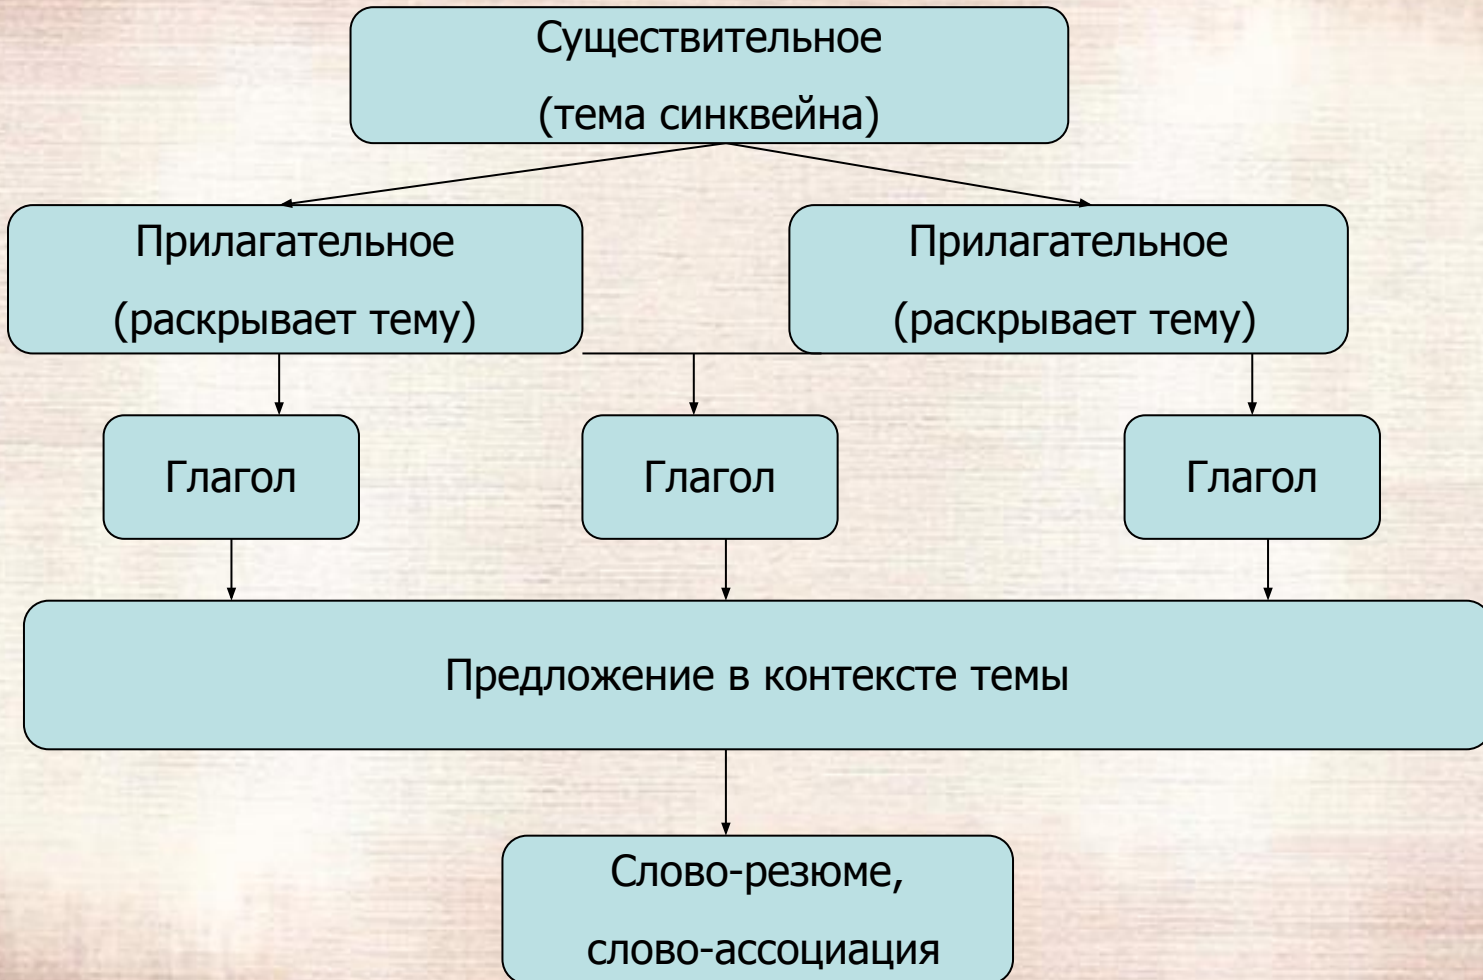 Существительное
(тема синквейна)
Прилагательное
(раскрывает тему)
Прилагательное
(раскрывает тему)
Глагол
Глагол
Глагол
Предложение в контексте темы
Слово-резюме,
слово-ассоциация